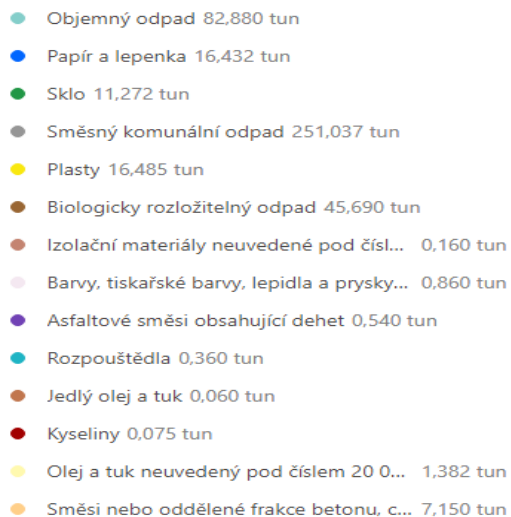 Objemný odpad 82,880 tun
Papír a lepenka 16,432 tun
Sklo 11,272 tun
Směsný komunální odpad 251,037 tun
Plasty 16,485 tun
Biologicky rozložitelný odpad 45,690 tun
Izolační materiály neuvedené pod čísl... 0,160 tun
Barvy, tiskařské barvy, lepidla a prysky... 0,860 tun
Asfaltové směsi obsahující dehet 0,540 tun
Rozpouštědla 0,360 tun
Jedlý olej a tuk 0,060 tun
Kyseliny 0,075 tun
Olej a tuk neuvedený pod číslem 20 0... 1,382 tun
Směsi nebo oddělené frakce betonu, c... 7,150 tun